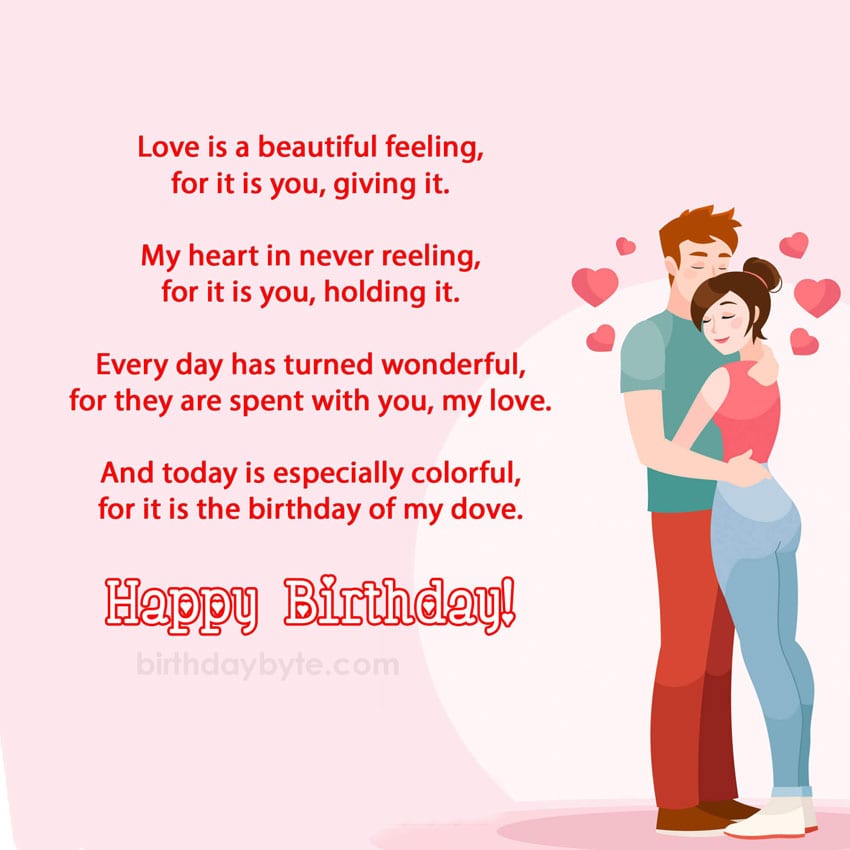 Love is a beautiful feeling,
for it is you, giving it.
My heart in never reeling,
for it is you, holding it.
Every day has turned wonderful,
for they are spent with you, my love.
And today is especially colorful,
for it is the birthday of my dove.
Happy Birthday!
birthdaybyte.com